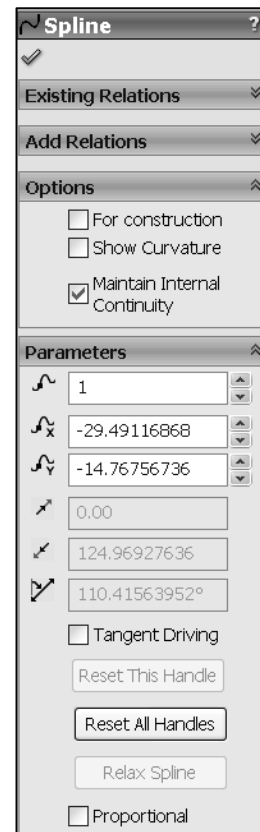 Spline ?
Existing Relations
Add Relations
Options
For construction
Show Curvature
Maintain Internal
Continuity
Parameters
1
X -29.49116868
Y -14.76756736
0.00
124.96927636
110.41563952°
Tangent Driving
Reset This Handle
Reset All Handles
Relax Spline
Proportional